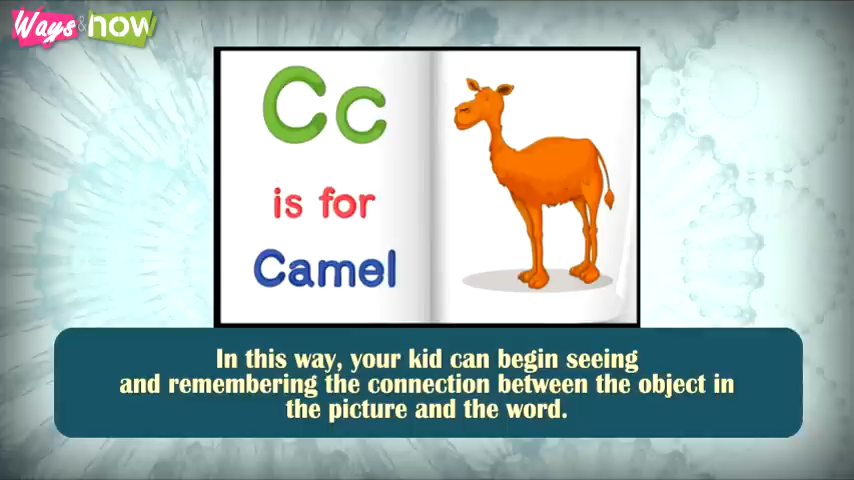 Ways & how
Cc
is for
Camel
In this way, your kid can begin seeing
and remembering the connection between the object in
the picture and the word.